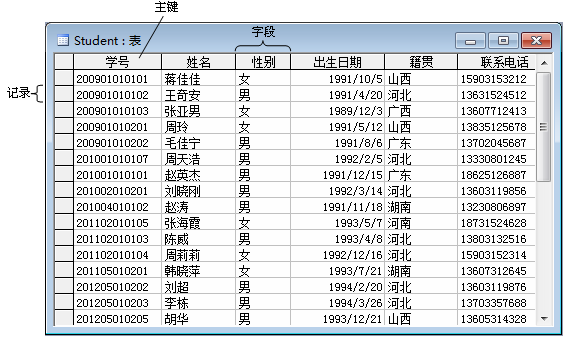 主键
字段
Student : 表
学号 姓名 性别 出生日期 籍贯 联系电话
200901010101 蒋佳佳 女 1991/10/5 山西 15903153212
记录
200901010102 王奇安 男 1991/4/20 河北 13631524512
200901010103 张亚男 女 1989/12/3 广西 13607712413
200901010201 周玲 女 1991/5/12 山西 13835125678
200901010202 毛佳宁 男 1991/8/6 广东 13702045687
201001010107 周天浩 男 1992/2/5 河北 13330801245
201001010101 赵英杰 男 1991/12/15 广东 18625126887
201002010201 刘晓刚 男 1992/3/14 河北 13603119856
201004010102 赵涛 男 1991/11/18 湖南 13230806897
201102010105 张海霞 女 1993/5/7 河南 18731524628
201102010103 陈威 男 1993/4/8 河北 13803132516
201102010104 周莉莉 女 1992/12/16 河北 15903152314
201105010201 韩晓萍 女 1993/7/21 湖南 13607312645
201205010202 刘超 男 1994/2/20 河北 13603119876
201205010203 李栋 男 1994/3/26 河北 13703357688
201205010205 胡华 男 1993/12/21 山西 13605314328